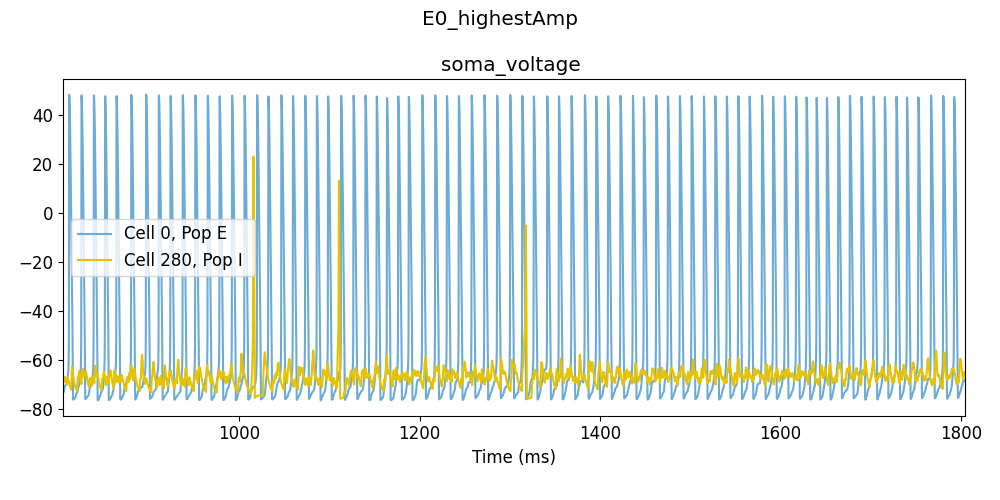 E0_highestAmp
soma_voltage
40
20
0
−20
−40
−60
−80
Cell 0, Pop E
Cell 280, Pop I
1000
1200
1400
1600
1800
Time (ms)